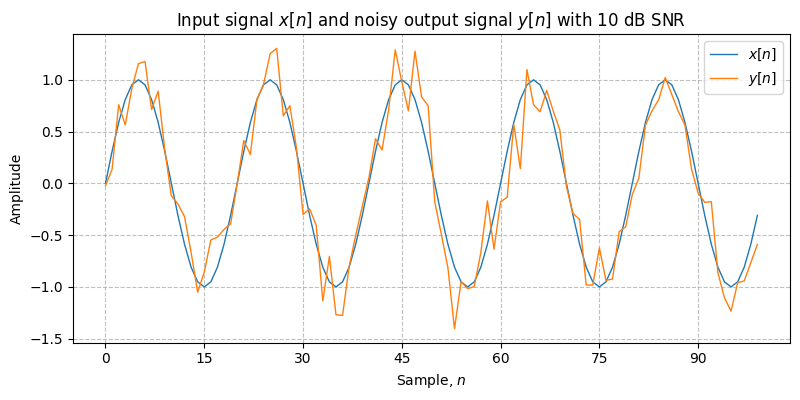 Input signal x[n] and noisy output signal y[n] with 10 dB SNR
x[n]
y[n]
Amplitude
1.0
0.5
0.0
−0.5
−1.0
−1.5
0 15 30 45 60 75 90
Sample, n